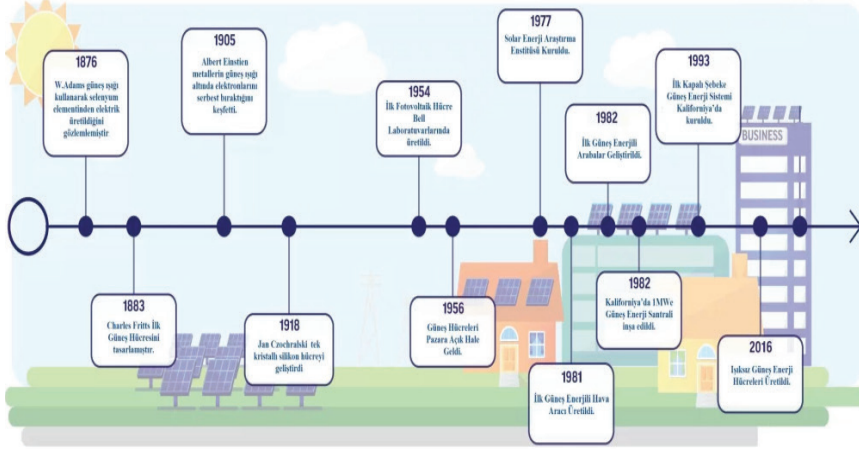 1876
W.Adams güneş ışığı
kullanarak selenyum
elementinden elektrik
üretildiğini
gözlemlemiştir
1883
Charles Fritts İlk
Güneş Hücresini
tasarlamıştır.
1905
Albert Einstien
metallerin güneş ışığı
altında elektronlarını
serbest bıraktığını
keşfetti.
1918
Jan Czochralski tek
kristalli silikon hücreyi
geliştirdi
1954
İlk Fotovoltaik Hücre
Bell
Laboratuvarlarında
üretildi.
1956
Güneş Hücreleri
Pazara Açık Hale
Geldi.
1977
Solar Enerji Araştırma
Enstitüsü Kuruldu.
1981
İlk Güneş Enerjili Hava
Aracı Üretildi.
1982
İlk Güneş Enerjili
Arabalar Geliştirildi.
1982
Kaliforniya'da 1MWe
Güneş Enerji Santrali
inşa edildi.
1993
İlk Kapalı Şebeke
Güneş Enerji Sistemi
Kaliforniya'da
kuruldu.
BUSINESS
2016
Işıksız Güneş Enerji
Hücreleri Üretildi.